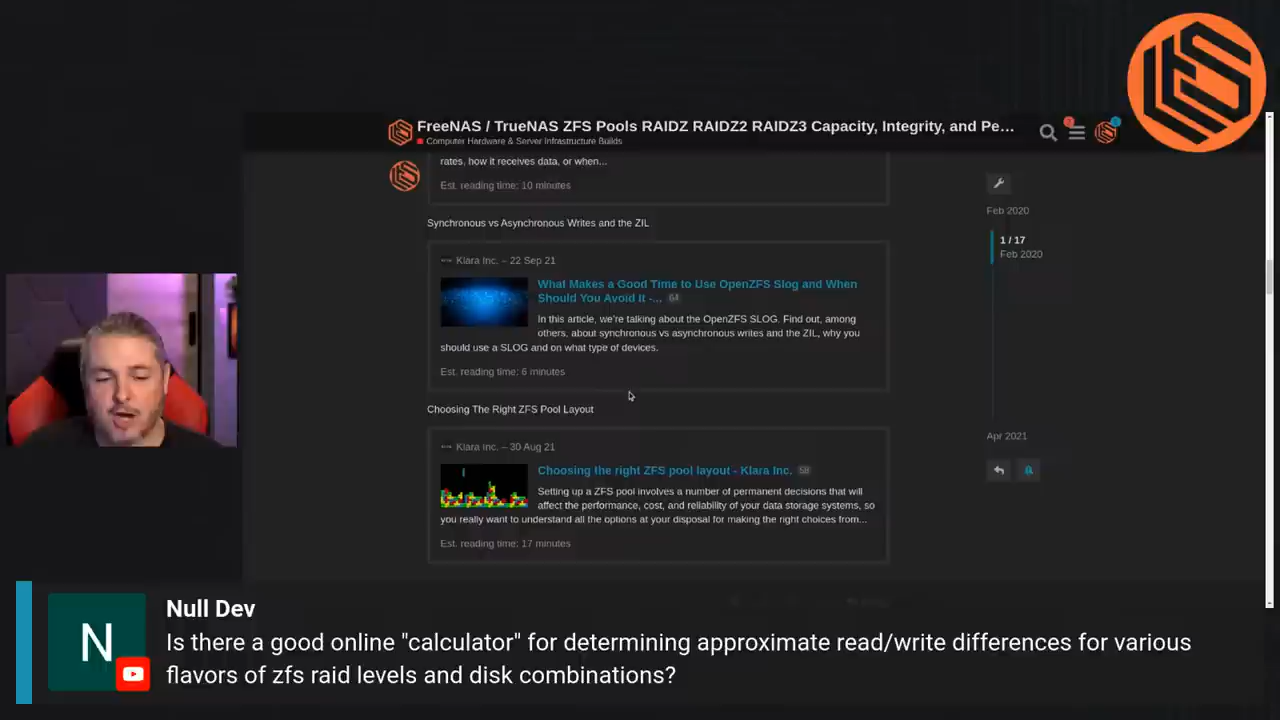 FreeNAS / TrueNAS ZFS Pools RAIDZ RAIDZ2 RAIDZ3 Capacity, Integrity, and Pe...
Computer Hardware & Server Infrastructure Builds
rates, how it receives data, or when...
Est. reading time: 10 minutes
Synchronous vs Asynchronous Writes and the ZIL
Klara Inc. – 22 Sep 21
What Makes a Good Time to Use OpenZFS Slog and When
Should You Avoid It -... 64
In this article, we're talking about the OpenZFS SLOG. Find out, among
others, about synchronous vs asynchronous writes and the ZIL, why you
should use a SLOG and on what type of devices.
Est. reading time: 6 minutes
Choosing The Right ZFS Pool Layout
Klara Inc. – 30 Aug 21
Choosing the right ZFS pool layout - Klara Inc. 58
Setting up a ZFS pool involves a number of permanent decisions that will
affect the performance, cost, and reliability of your data storage systems, so
you really want to understand all the options at your disposal for making the right choices from...
Est. reading time: 17 minutes
Feb 2020
1 / 17
Feb 2020
Apr 2021
N
Null Dev
Is there a good online "calculator" for determining approximate read/write differences for various
flavors of zfs raid levels and disk combinations?